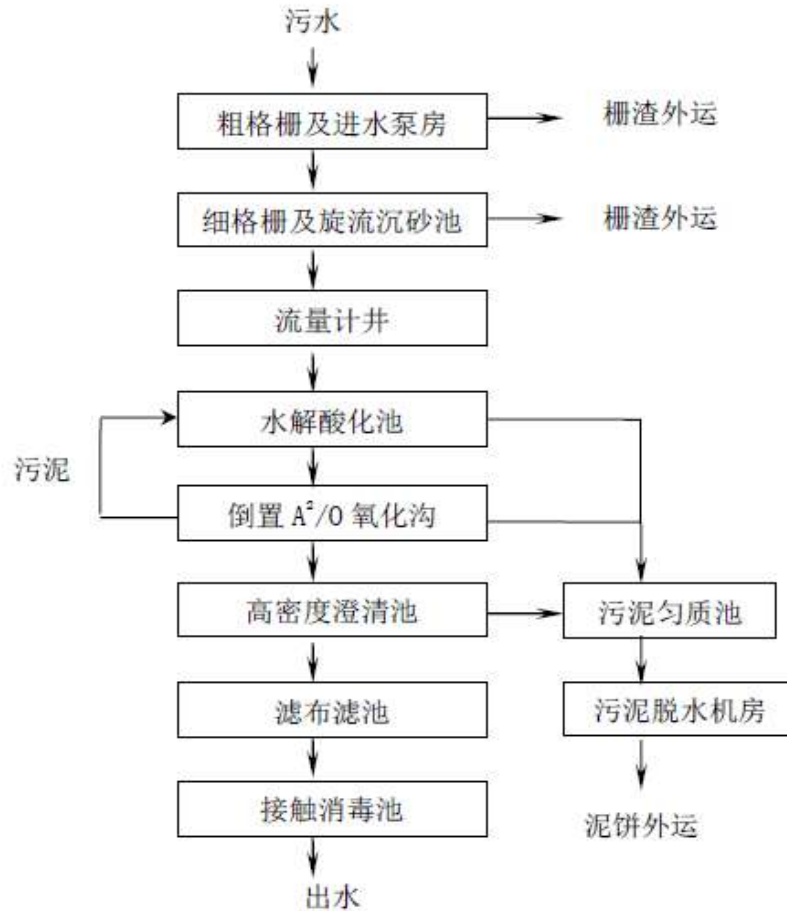 污水
粗格栅及进水泵房
栅渣外运
细格栅及旋流沉砂池
栅渣外运
流量计井
水解酸化池
污泥
倒置 A²/O 氧化沟
高密度澄清池
污泥匀质池
滤布滤池
污泥脱水机房
接触消毒池
泥饼外运
出水